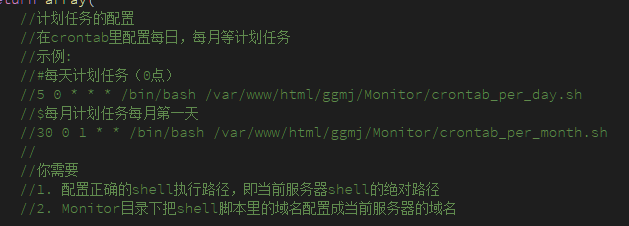 return array(
//计划任务的配置
//在crontab里配置每日，每月等计划任务
//示例:
//#每天计划任务（0点）
//5 0 * * * /bin/bash /var/www/html/ggmj/Monitor/crontab_per_day.sh
//$每月计划任务每月第一天
//30 0 1 * * /bin/bash /var/www/html/ggmj/Monitor/crontab_per_month.sh
//
//你需要
//1. 配置正确的shell执行路径，即当前服务器shell的绝对路径
//2. Monitor目录下把shell脚本里的域名配置成当前服务器的域名